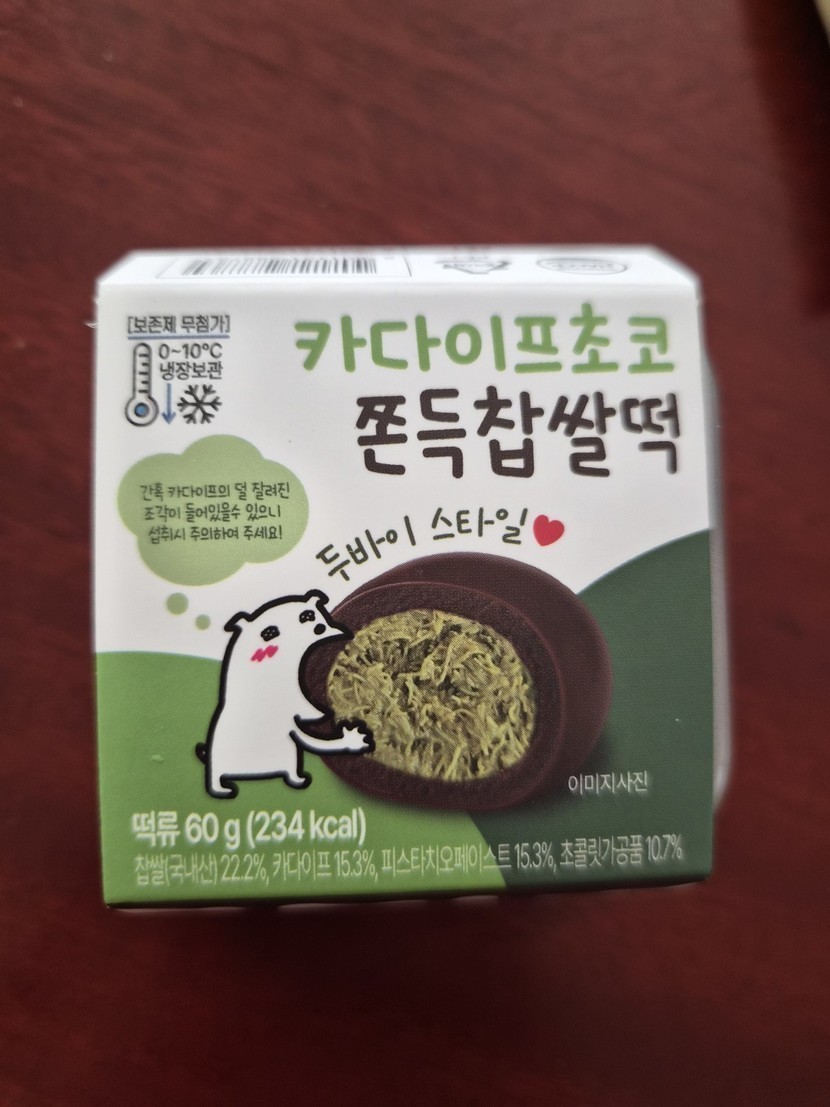 [보존제 무첨가]
0~10℃
냉장보관
카다이프초코
쫀득찹쌀떡
간혹 카다이프의 덜 잘려진
조각이 들어있을수 있으니
섭취시 주의하여 주세요!
두바이 스타일
이미지사진
떡류 60 g (234 kcal)
찹쌀(국내산) 22.2%, 카다이프 15.3%, 피스타치오페이스트 15.3%, 초콜릿가공품 10.7%